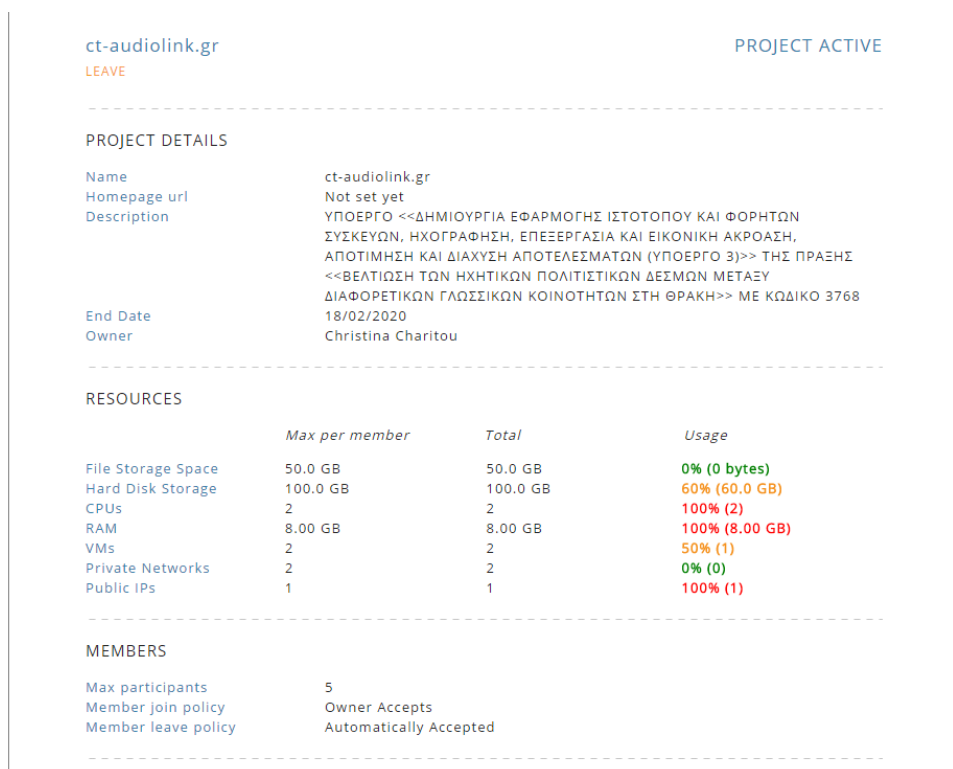 ct-audiolink.gr PROJECT ACTIVE
LEAVE
PROJECT DETAILS
Name ct-audiolink.gr
Homepage url Not set yet
Description ΥΠΟΕΡΓΟ <<ΔΗΜΙΟΥΡΓΙΑ ΕΦΑΡΜΟΓΗΣ ΙΣΤΟΤΟΠΟΥ ΚΑΙ ΦΟΡΗΤΩΝ
ΣΥΣΚΕΥΩΝ, ΗΧΟΓΡΑΦΗΣΗ, ΕΠΕΞΕΡΓΑΣΙΑ ΚΑΙ ΕΙΚΟΝΙΚΗ ΑΚΡΟΑΣΗ,
ΑΠΟΤΙΜΗΣΗ ΚΑΙ ΔΙΑΧΥΣΗ ΑΠΟΤΕΛΕΣΜΑΤΩΝ (ΥΠΟΕΡΓΟ 3)>> ΤΗΣ ΠΡΑΞΗΣ
<<ΒΕΛΤΙΩΣΗ ΤΩΝ ΗΧΗΤΙΚΩΝ ΠΟΛΙΤΙΣΤΙΚΩΝ ΔΕΣΜΩΝ ΜΕΤΑΞΥ
ΔΙΑΦΟΡΕΤΙΚΩΝ ΓΛΩΣΣΙΚΩΝ ΚΟΙΝΟΤΗΤΩΝ ΣΤΗ ΘΡΑΚΗ>> ΜΕ ΚΩΔΙΚΟ 3768
End Date 18/02/2020
Owner Christina Charitou
RESOURCES
Max per member Total Usage
File Storage Space 50.0 GB 50.0 GB 0% (0 bytes)
Hard Disk Storage 100.0 GB 100.0 GB 60% (60.0 GB)
CPUs 2 2 100% (2)
RAM 8.00 GB 8.00 GB 100% (8.00 GB)
VMs 2 2 50% (1)
Private Networks 2 2 0% (0)
Public IPs 1 1 100% (1)
MEMBERS
Max participants 5
Member join policy Owner Accepts
Member leave policy Automatically Accepted